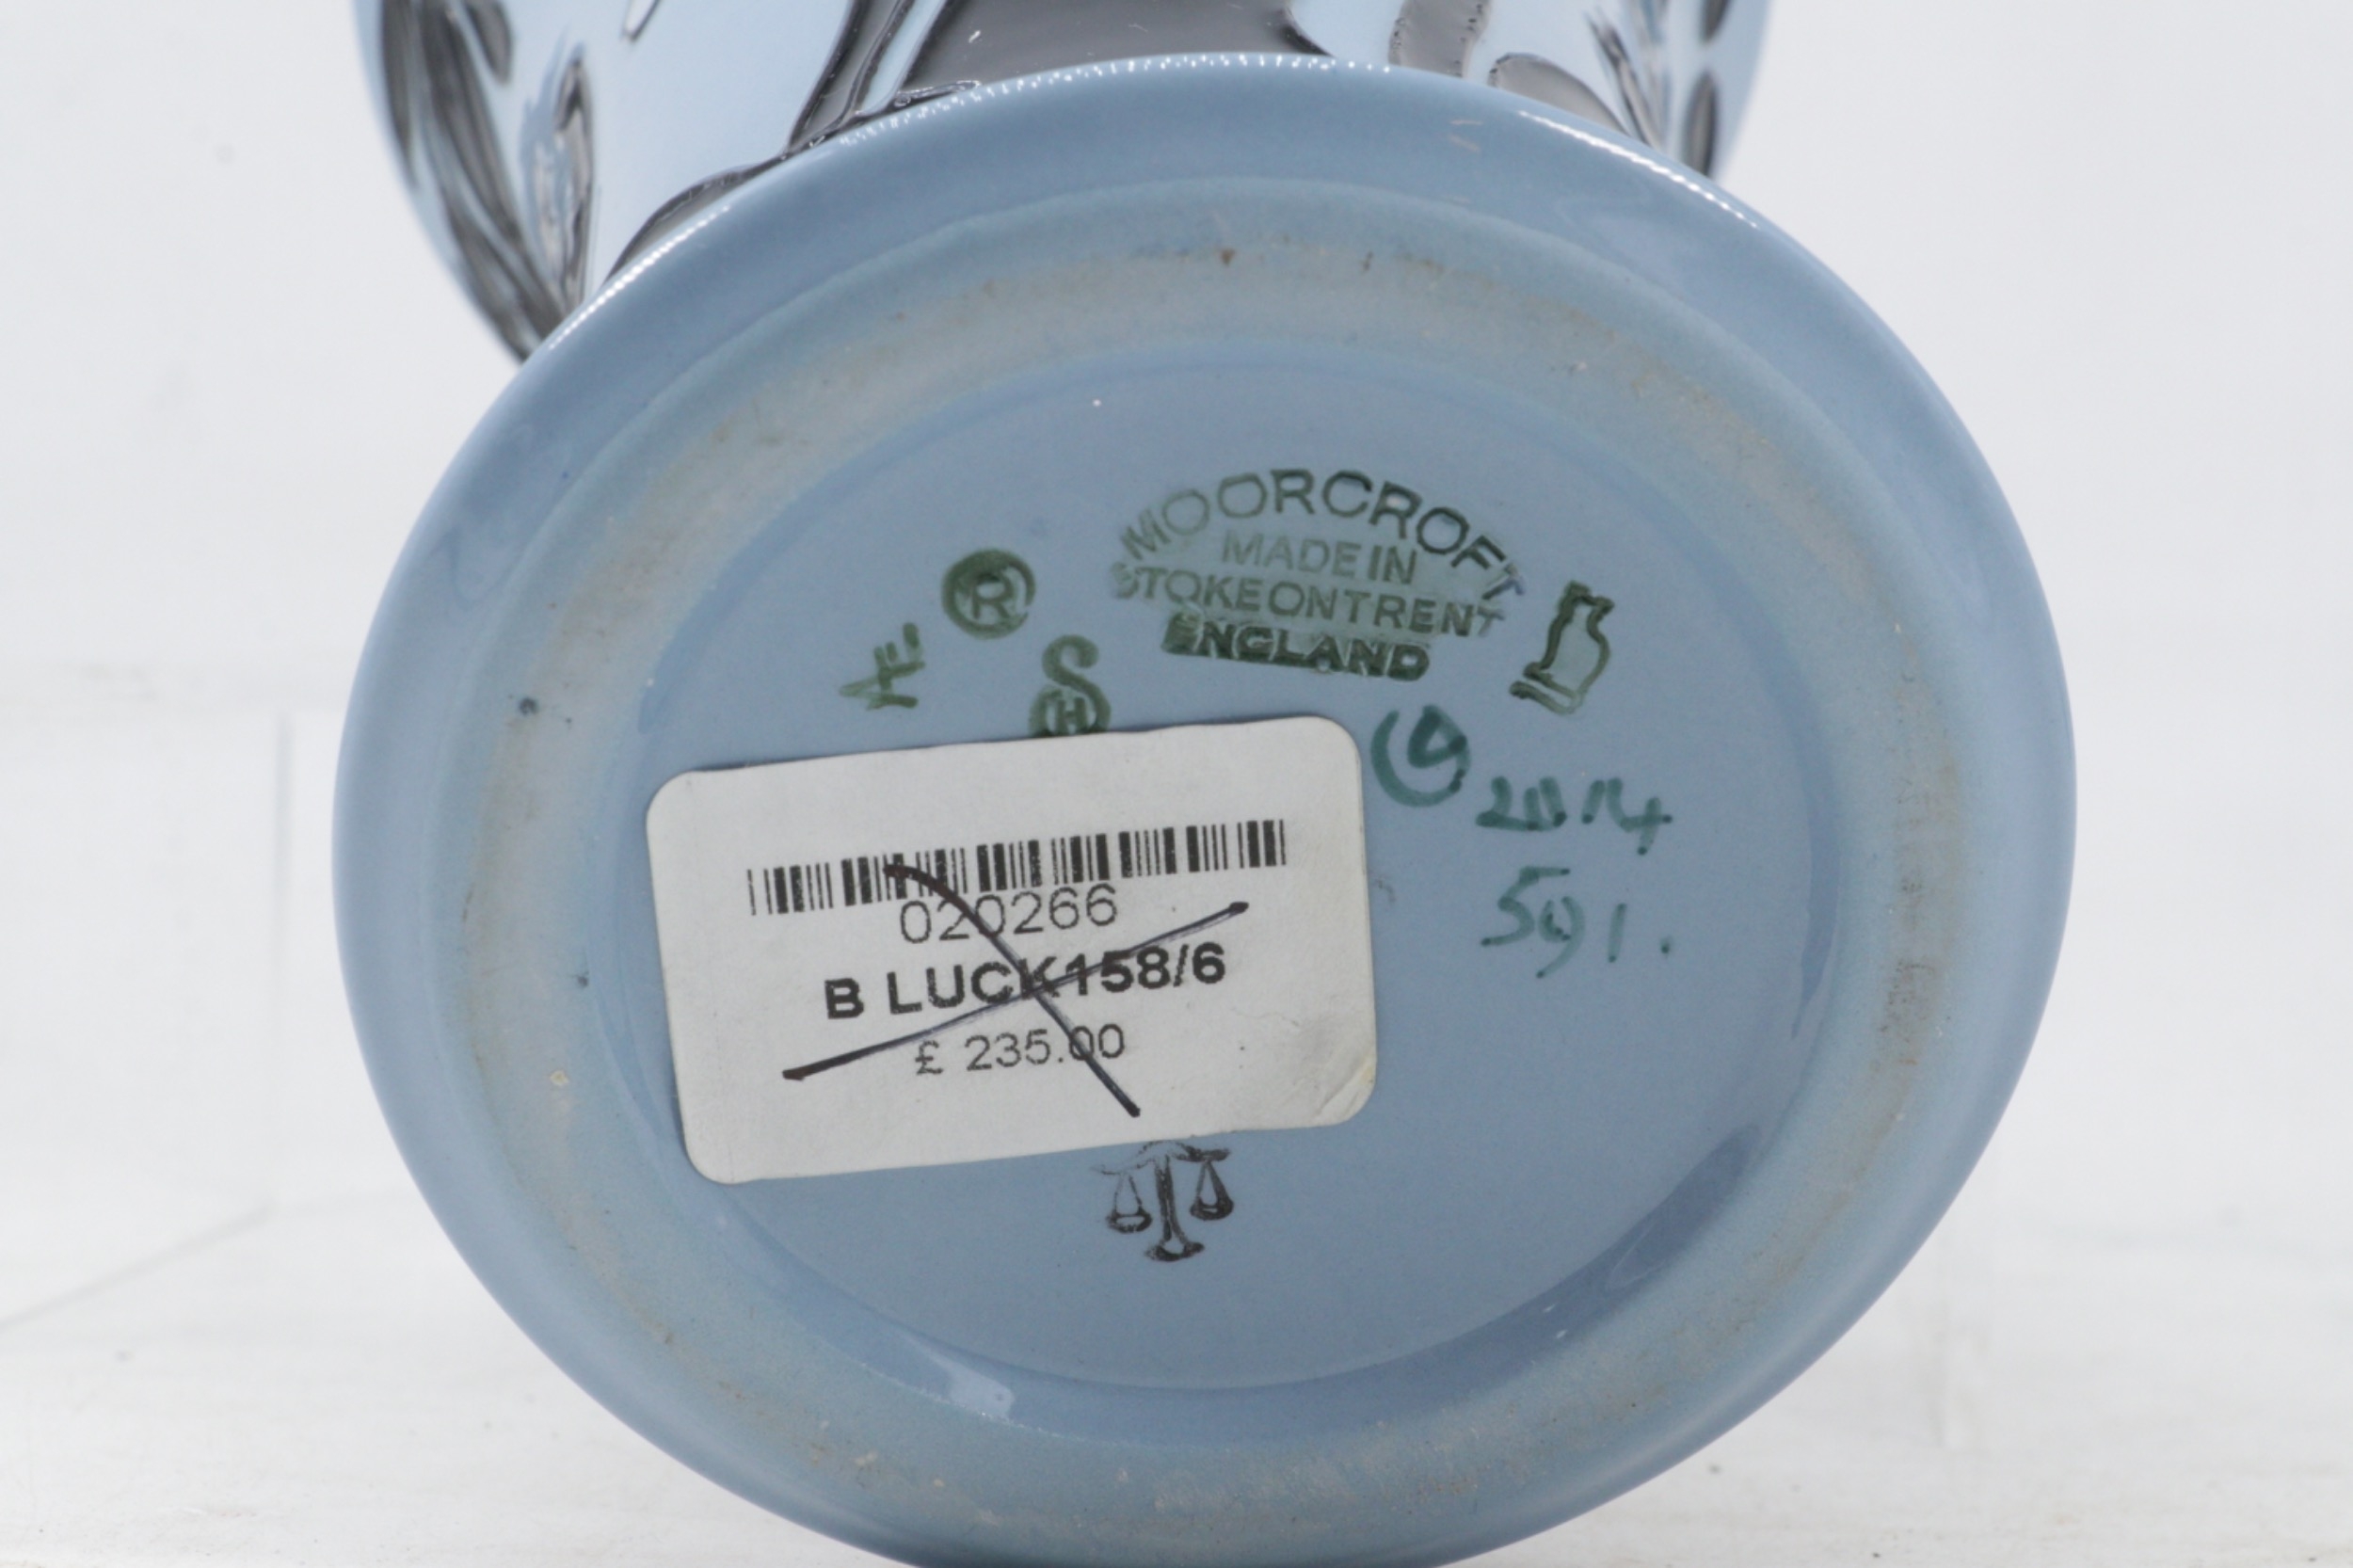 MOORCROFT
MADE IN
STOKE ON TRENT
ENGLAND
®
© 2014
591.
020266
B LUCK158/6
£ 235.00